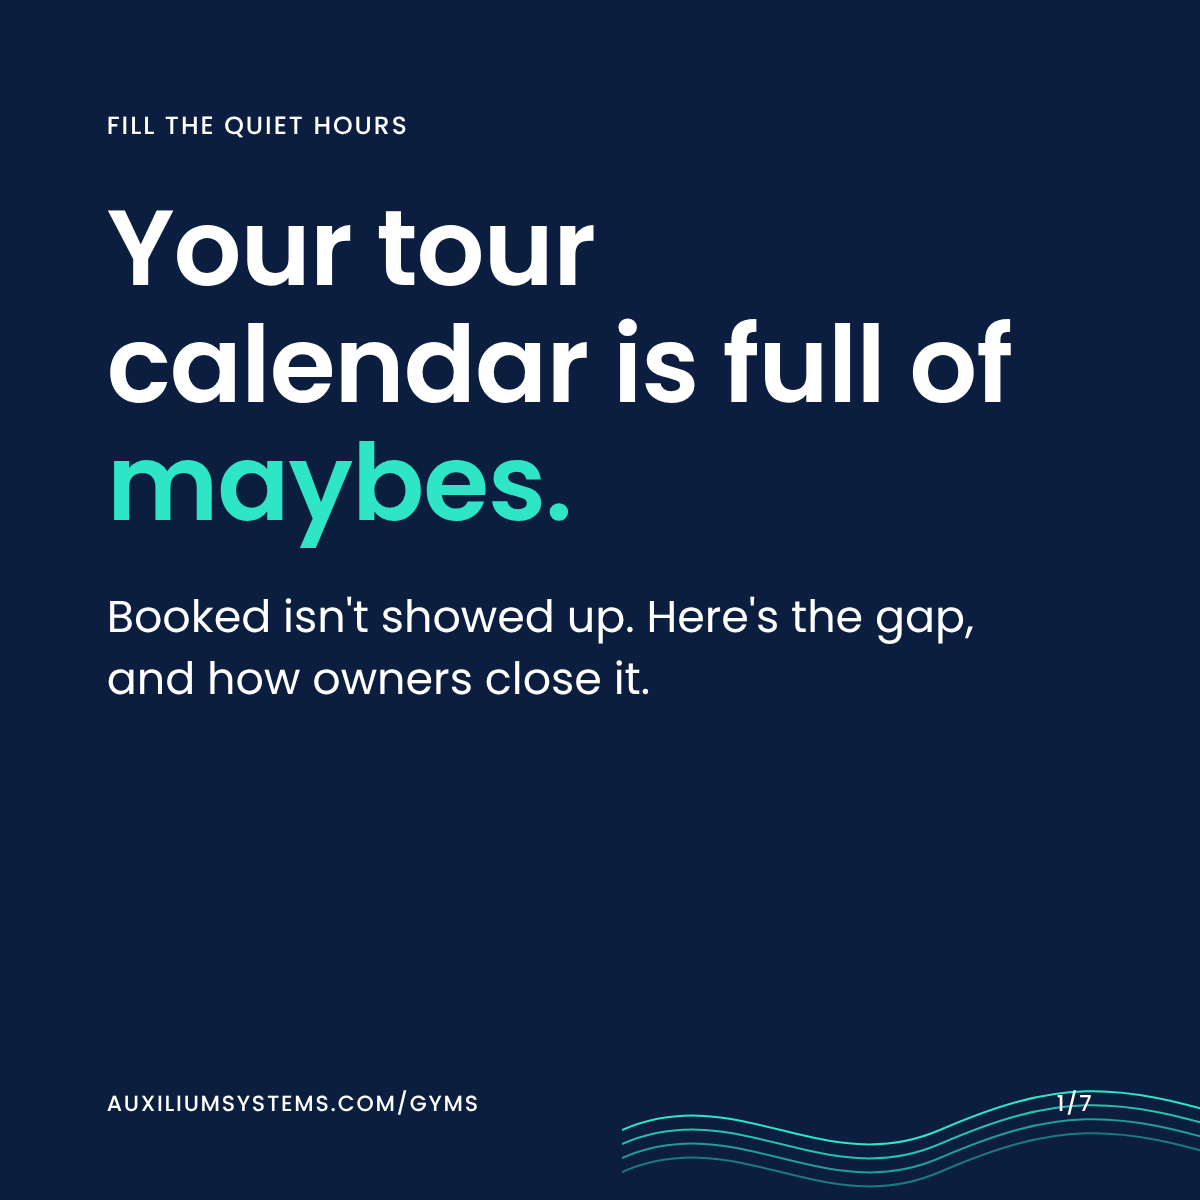 FILL THE QUIET HOURS
Your tour
calendar is full of
maybes.
Booked isn't showed up. Here's the gap,
and how owners close it.
AUXILIUMSYSTEMS.COM/GYMS
1/7